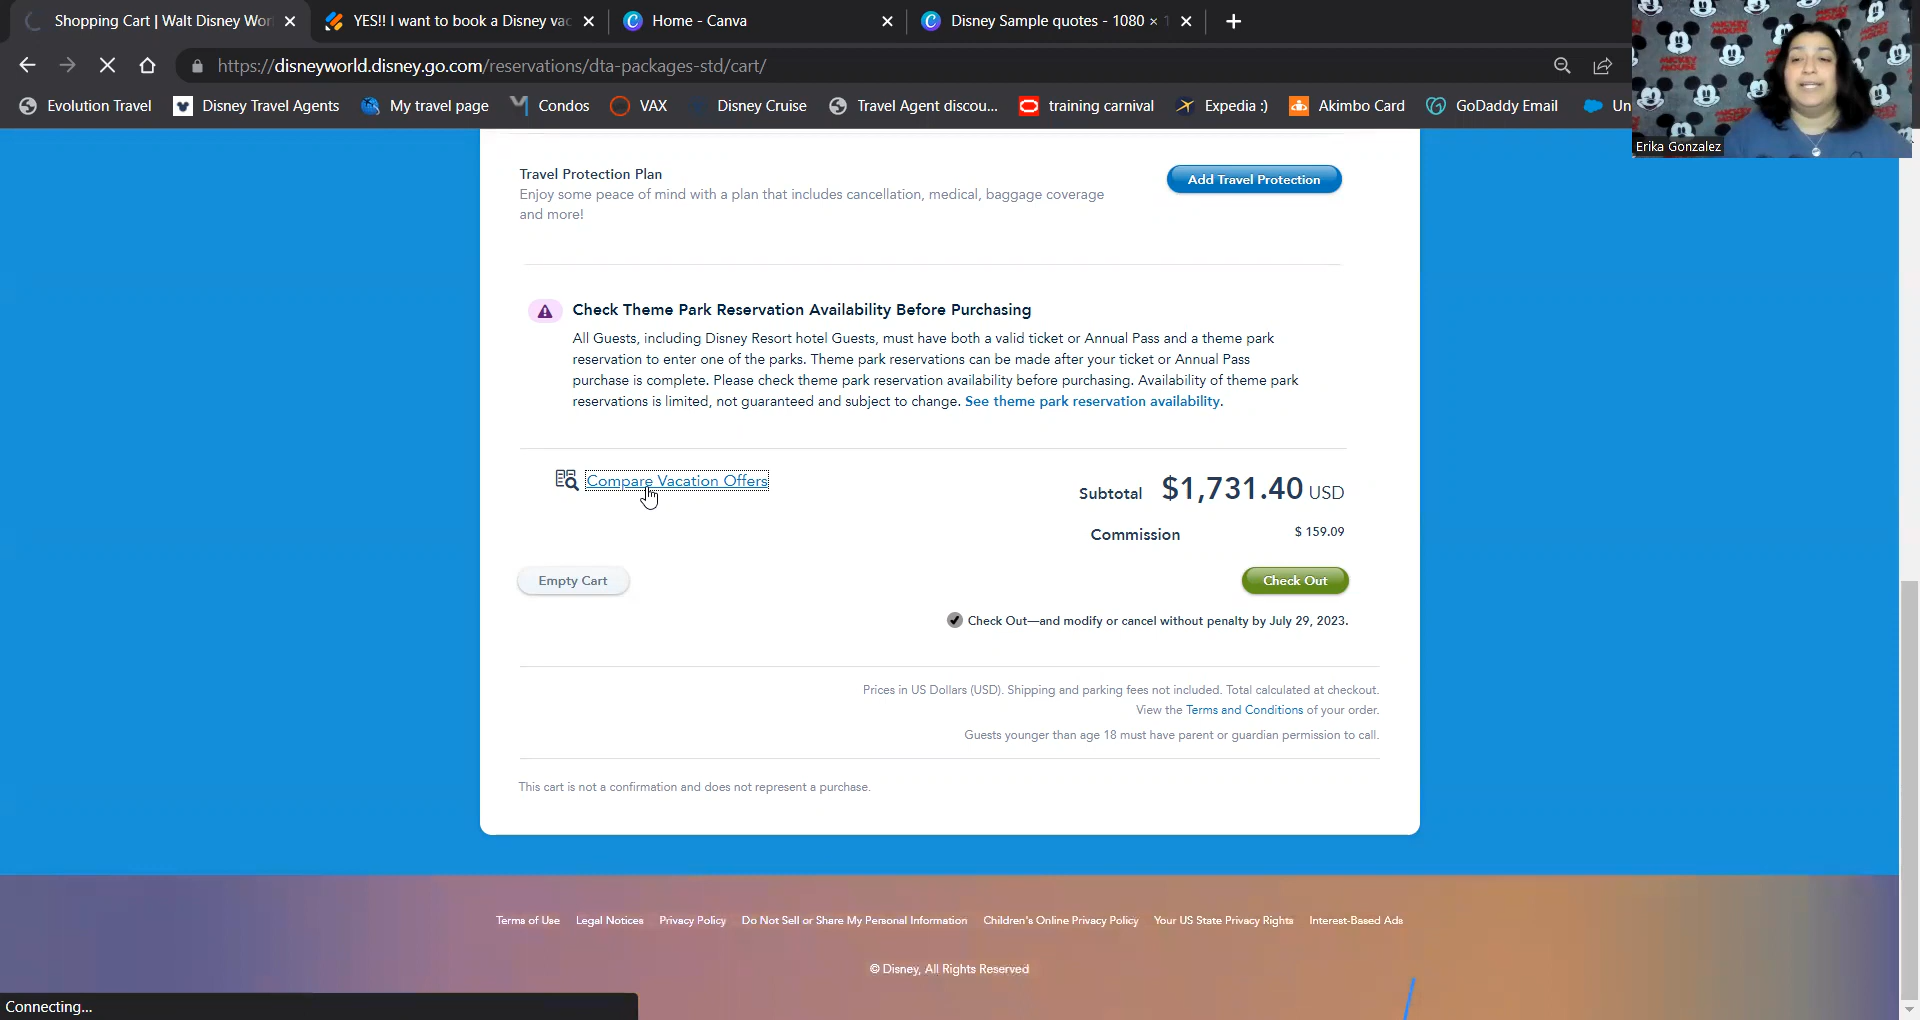 Shopping Cart | Walt Disney Wor
YES!! I want to book a Disney vac
Home - Canva
Disney Sample quotes - 1080 ×
https://disneyworld.disney.go.com/reservations/dta-packages-std/cart/
Evolution Travel
Disney Travel Agents
My travel page
Condos
VAX
Disney Cruise
Travel Agent discou...
training carnival
Expedia :)
Akimbo Card
GoDaddy Email
Un
Erika Gonzalez
Travel Protection Plan
Enjoy some peace of mind with a plan that includes cancellation, medical, baggage coverage
and more!
Add Travel Protection
Check Theme Park Reservation Availability Before Purchasing
All Guests, including Disney Resort hotel Guests, must have both a valid ticket or Annual Pass and a theme park
reservation to enter one of the parks. Theme park reservations can be made after your ticket or Annual Pass
purchase is complete. Please check theme park reservation availability before purchasing. Availability of theme park
reservations is limited, not guaranteed and subject to change. See theme park reservation availability.
Compare Vacation Offers
Subtotal $1,731.40 USD
Commission $ 159.09
Empty Cart
Check Out
Check Out—and modify or cancel without penalty by July 29, 2023.
Prices in US Dollars (USD). Shipping and parking fees not included. Total calculated at checkout.
View the Terms and Conditions of your order.
Guests younger than age 18 must have parent or guardian permission to call.
This cart is not a confirmation and does not represent a purchase.
Terms of Use Legal Notices Privacy Policy Do Not Sell or Share My Personal Information Children's Online Privacy Policy Your US State Privacy Rights Interest-Based Ads
© Disney, All Rights Reserved
Connecting...